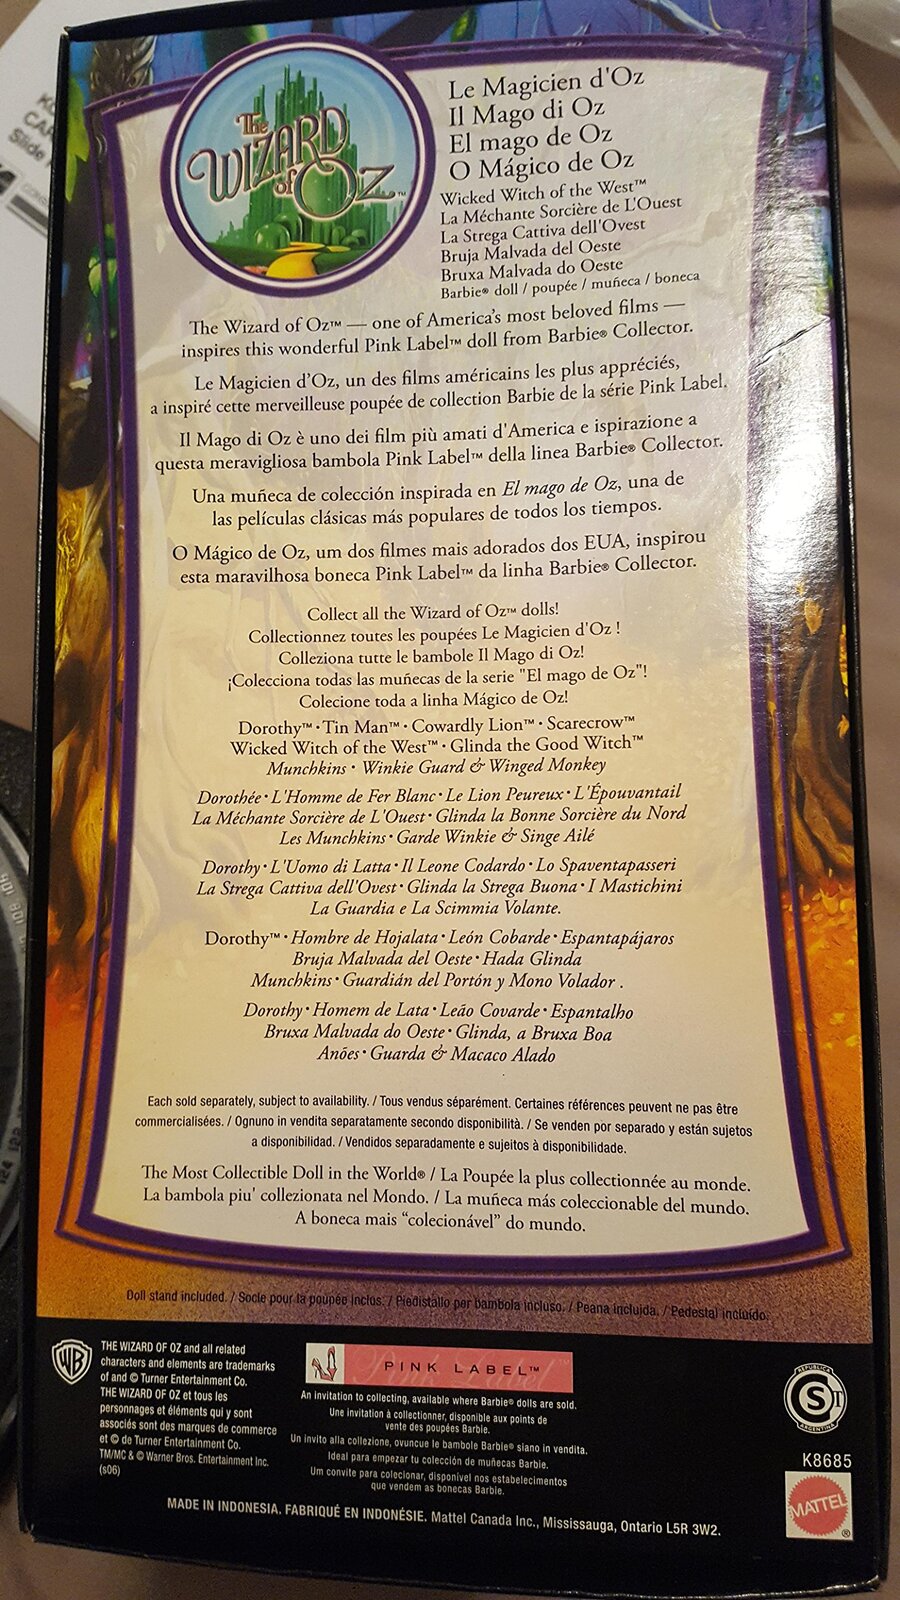 The
WIZARD
of OZ™
Le Magicien d'Oz
Il Mago di Oz
El mago de Oz
O Mágico de Oz
Wicked Witch of the West™
La Méchante Sorcière de L'Ouest
La Strega Cattiva dell'Ovest
Bruja Malvada del Oeste
Bruxa Malvada do Oeste
Barbie® doll / poupée / muñeca / boneca
The Wizard of Oz™ — one of America's most beloved films —
inspires this wonderful Pink Label™ doll from Barbie® Collector.
Le Magicien d'Oz, un des films américains les plus appréciés,
a inspiré cette merveilleuse poupée de collection Barbie de la série Pink Label.
Il Mago di Oz è uno dei film più amati d'America e ispirazione a
questa meravigliosa bambola Pink Label™ della linea Barbie® Collector.
Una muñeca de colección inspirada en El mago de Oz, una de
las películas clásicas más populares de todos los tiempos.
O Mágico de Oz, um dos filmes mais adorados dos EUA, inspirou
esta maravilhosa boneca Pink Label™ da linha Barbie® Collector.
Collect all the Wizard of Oz™ dolls!
Collectionnez toutes les poupées Le Magicien d'Oz !
Colleziona tutte le bambole Il Mago di Oz!
¡Colecciona todas las muñecas de la serie "El mago de Oz"!
Colecione toda a linha Mágico de Oz!
Dorothy™ · Tin Man™ · Cowardly Lion™ · Scarecrow™
Wicked Witch of the West™ · Glinda the Good Witch™
Munchkins · Winkie Guard & Winged Monkey
Dorothée · L'Homme de Fer Blanc · Le Lion Peureux · L'Épouvantail
La Méchante Sorcière de L'Ouest · Glinda la Bonne Sorcière du Nord
Les Munchkins · Garde Winkie & Singe Ailé
Dorothy · L'Uomo di Latta · Il Leone Codardo · Lo Spaventapasseri
La Strega Cattiva dell'Ovest · Glinda la Strega Buona · I Mastichini
La Guardia e La Scimmia Volante.
Dorothy™ · Hombre de Hojalata · León Cobarde · Espantapájaros
Bruja Malvada del Oeste · Hada Glinda
Munchkins · Guardián del Portón y Mono Volador .
Dorothy · Homem de Lata · Leão Covarde · Espantalho
Bruxa Malvada do Oeste · Glinda, a Bruxa Boa
Anões · Guarda & Macaco Alado
Each sold separately, subject to availability. / Tous vendus séparément. Certaines références peuvent ne pas être
commercialisées. / Ognuno in vendita separatamente secondo disponibilità. / Se venden por separado y están sujetos
a disponibilidad. / Vendidos separadamente e sujeitos à disponibilidade.
The Most Collectible Doll in the World® / La Poupée la plus collectionnée au monde.
La bambola piu' collezionata nel Mondo. / La muñeca más coleccionable del mundo.
A boneca mais "colecionável" do mundo.
Doll stand included. / Socle pour la poupée inclus. / Piedistallo per bambola incluso. / Peana incluida. / Pedestal incluído.
WB
THE WIZARD OF OZ and all related
characters and elements are trademarks
of and © Turner Entertainment Co.
THE WIZARD OF OZ et tous les
personnages et éléments qui y sont
associés sont des marques de commerce
et © de Turner Entertainment Co.
TM/MC & © Warner Bros. Entertainment Inc.
(s06)
PINK LABEL™
An invitation to collecting, available where Barbie® dolls are sold.
Une invitation à collectionner, disponible aux points de
vente des poupées Barbie.
Un invito alla collezione, ovuncue le bambole Barbie® siano in vendita.
Ideal para empezar tu colección de muñecas Barbie.
Um convite para colecionar, disponível nos estabelecimentos
que vendem as bonecas Barbie.
REPUBLICA
S
ARGENTINA
K8685
MATTEL®
MADE IN INDONESIA. FABRIQUÉ EN INDONÉSIE. Mattel Canada Inc., Mississauga, Ontario L5R 3W2.